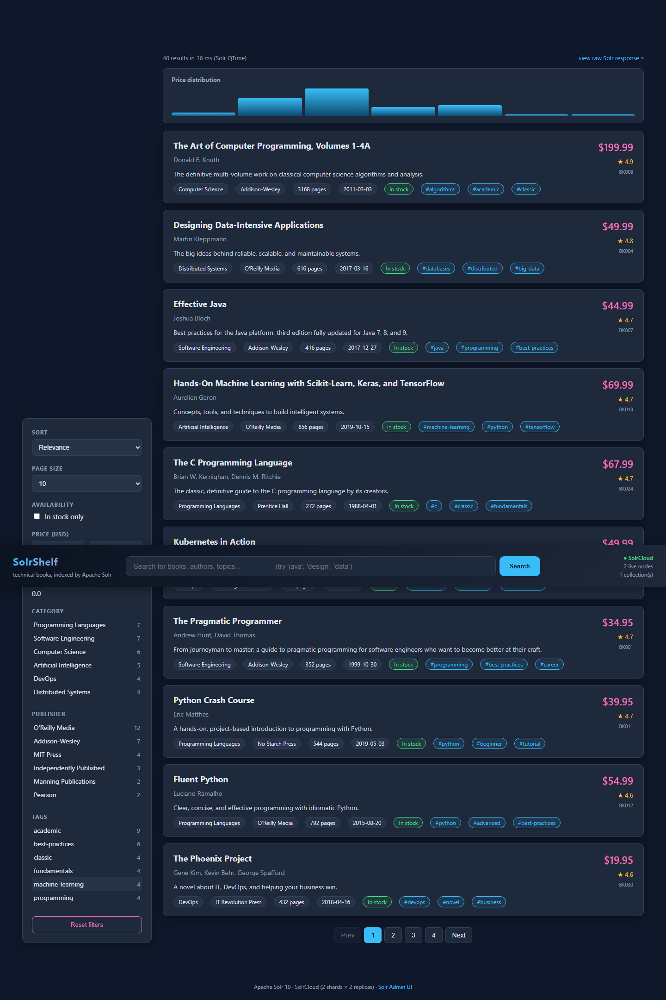 40 results in 16 ms (Solr QTime)
view raw Solr response »
Price distribution
The Art of Computer Programming, Volumes 1-4A
$199.99
Donald E. Knuth
★ 4.9
The definitive multi-volume work on classical computer science algorithms and analysis.
BK008
Computer Science Addison-Wesley 3168 pages 2011-03-03 In stock #algorithms #academic #classic
Designing Data-Intensive Applications
$49.99
Martin Kleppmann
★ 4.8
The big ideas behind reliable, scalable, and maintainable systems.
BK004
Distributed Systems O'Reilly Media 616 pages 2017-03-16 In stock #databases #distributed #big-data
Effective Java
$44.99
Joshua Bloch
★ 4.7
Best practices for the Java platform, third edition fully updated for Java 7, 8, and 9.
BK007
Software Engineering Addison-Wesley 416 pages 2017-12-27 In stock #java #programming #best-practices
Hands-On Machine Learning with Scikit-Learn, Keras, and TensorFlow
$69.99
Aurelien Geron
★ 4.7
Concepts, tools, and techniques to build intelligent systems.
BK018
Artificial Intelligence O'Reilly Media 856 pages 2019-10-15 In stock #machine-learning #python #tensorflow
The C Programming Language
$67.99
Brian W. Kernighan, Dennis M. Ritchie
★ 4.7
The classic, definitive guide to the C programming language by its creators.
BK024
Programming Languages Prentice Hall 272 pages 1988-04-01 In stock #c #classic #fundamentals
Kubernetes in Action
$49.99
SORT
Relevance
PAGE SIZE
10
AVAILABILITY
In stock only
PRICE (USD)
SolrShelf
technical books, indexed by Apache Solr
Search for books, authors, topics... (try 'java', 'design', 'data')
Search
● SolrCloud
2 live nodes
1 collection(s)
0.0
CATEGORY
Programming Languages 7
Software Engineering 7
Computer Science 6
Artificial Intelligence 5
DevOps 4
Distributed Systems 4
PUBLISHER
O'Reilly Media 12
Addison-Wesley 7
MIT Press 4
Independently Published 3
Manning Publications 2
Pearson 2
TAGS
academic 9
best-practices 6
classic 4
fundamentals 4
machine-learning 4
programming 4
Reset filters
The Pragmatic Programmer
$34.95
Andrew Hunt, David Thomas
★ 4.7
From journeyman to master: a guide to pragmatic programming for software engineers who want to become better at their craft.
BK001
Software Engineering Addison-Wesley 352 pages 1999-10-30 In stock #programming #best-practices #career
Python Crash Course
$39.95
Eric Matthes
★ 4.7
A hands-on, project-based introduction to programming with Python.
BK011
Programming Languages No Starch Press 544 pages 2019-05-03 In stock #python #beginner #tutorial
Fluent Python
$54.99
Luciano Ramalho
★ 4.6
Clear, concise, and effective programming with idiomatic Python.
BK012
Programming Languages O'Reilly Media 792 pages 2015-08-20 In stock #python #advanced #best-practices
The Phoenix Project
$19.95
Gene Kim, Kevin Behr, George Spafford
★ 4.6
A novel about IT, DevOps, and helping your business win.
BK030
DevOps IT Revolution Press 432 pages 2018-04-16 In stock #devops #novel #business
Prev 1 2 3 4 Next
Apache Solr 10 · SolrCloud (2 shards × 2 replicas) · Solr Admin UI